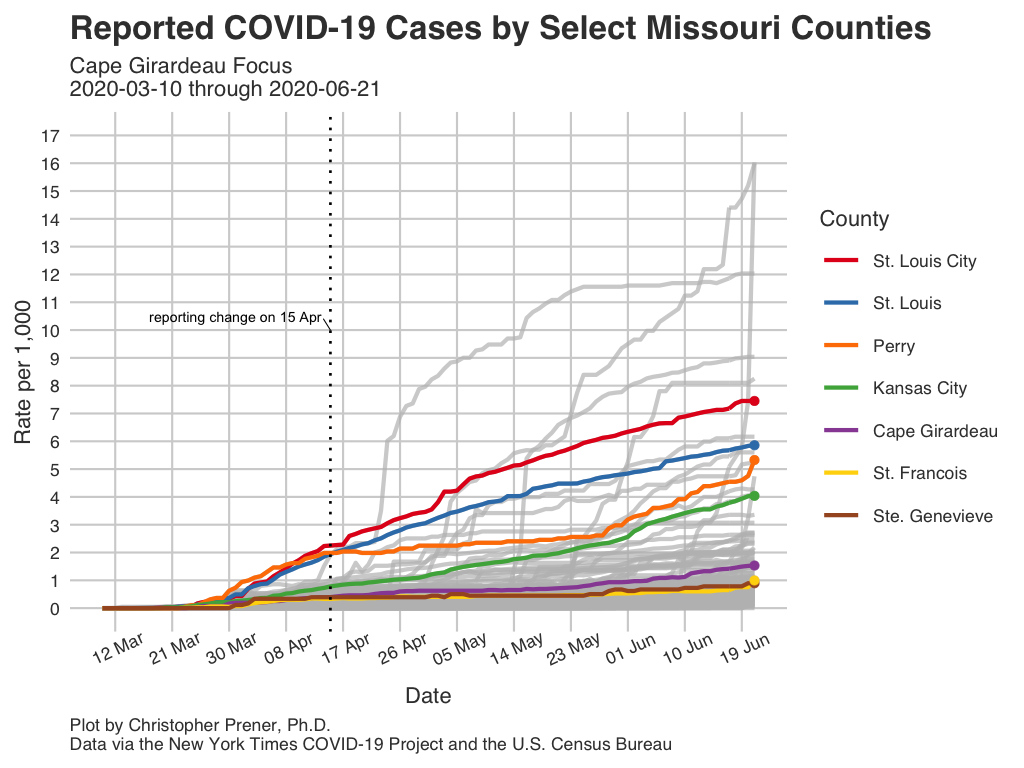 Reported COVID-19 Cases by Select Missouri Counties
Cape Girardeau Focus
2020-03-10 through 2020-06-21
Rate per 1,000
17
16
15
14
13
12
11
10
9
8
7
6
5
4
3
2
1
0
reporting change on 15 Apr
12 Mar
21 Mar
30 Mar
08 Apr
17 Apr
26 Apr
05 May
14 May
23 May
01 Jun
10 Jun
19 Jun
Date
County
St. Louis City
St. Louis
Perry
Kansas City
Cape Girardeau
St. Francois
Ste. Genevieve
Plot by Christopher Prener, Ph.D.
Data via the New York Times COVID-19 Project and the U.S. Census Bureau